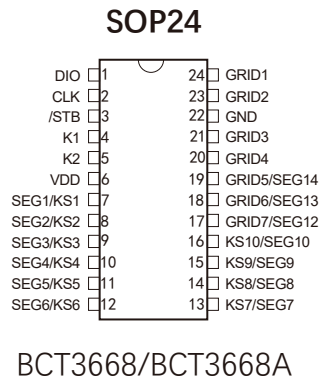 SOP24
DIO 1 24 GRID1
CLK 2 23 GRID2
/STB 3 22 GND
K1 4 21 GRID3
K2 5 20 GRID4
VDD 6 19 GRID5/SEG14
SEG1/KS1 7 18 GRID6/SEG13
SEG2/KS2 8 17 GRID7/SEG12
SEG3/KS3 9 16 KS10/SEG10
SEG4/KS4 10 15 KS9/SEG9
SEG5/KS5 11 14 KS8/SEG8
SEG6/KS6 12 13 KS7/SEG7
BCT3668/BCT3668A